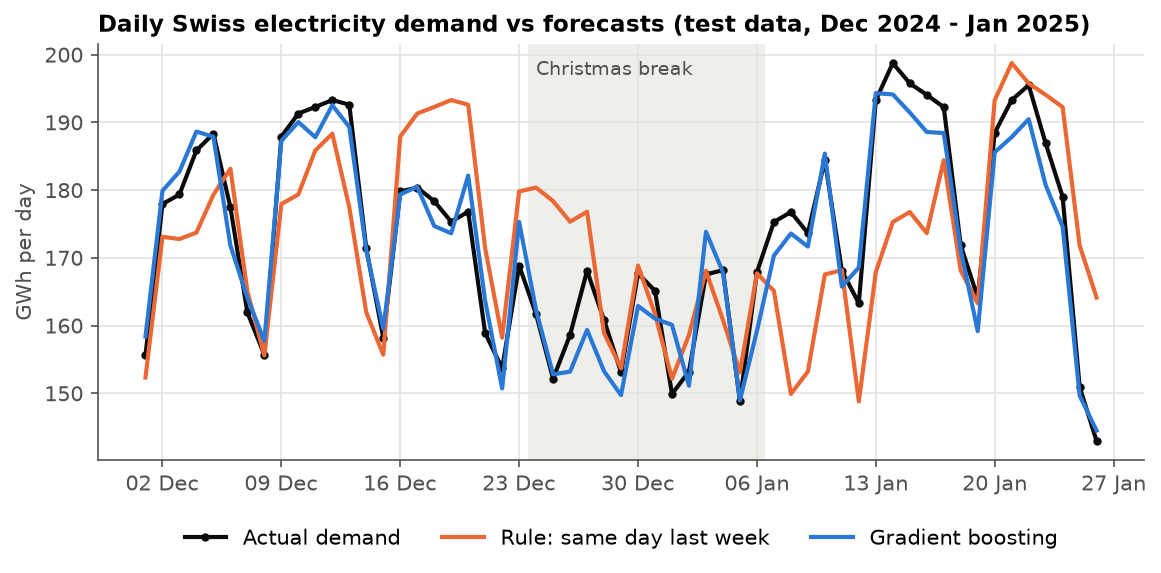 Daily Swiss electricity demand vs forecasts (test data, Dec 2024 - Jan 2025)
Christmas break
GWh per day
200
190
180
170
160
150
02 Dec
09 Dec
16 Dec
23 Dec
30 Dec
06 Jan
13 Jan
20 Jan
27 Jan
Actual demand
Rule: same day last week
Gradient boosting